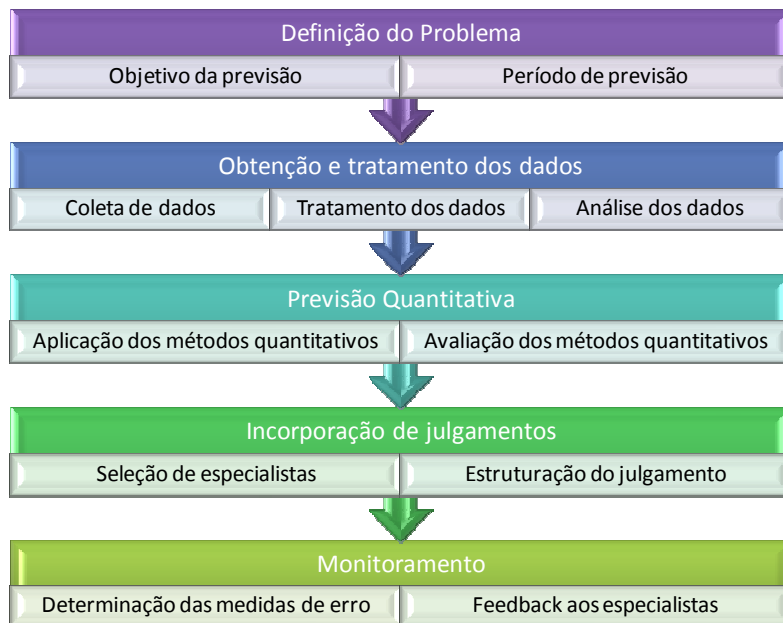 Definição do Problema
Objetivo da previsão
Período de previsão
Obtenção e tratamento dos dados
Coleta de dados
Tratamento dos dados
Análise dos dados
Previsão Quantitativa
Aplicação dos métodos quantitativos
Avaliação dos métodos quantitativos
Incorporação de julgamentos
Seleção de especialistas
Estruturação do julgamento
Monitoramento
Determinação das medidas de erro
Feedback aos especialistas